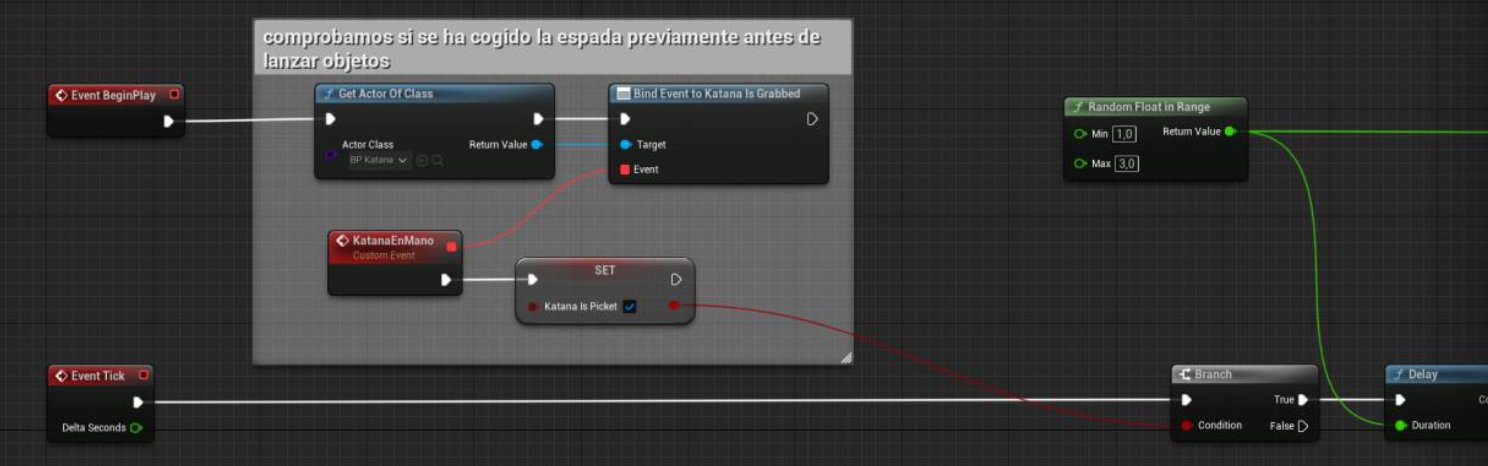 comprobamos si se ha cogido la espada previamente antes de
lanzar objetos
Event BeginPlay
Get Actor Of Class
Actor Class
BP Katana
Return Value
Bind Event to Katana Is Grabbed
Target
Event
Random Float in Range
Min 1,0
Return Value
Max 3,0
KatanaEnMano
Custom Event
SET
Katana Is Picket
Event Tick
Delta Seconds
Branch
True
Condition
False
Delay
Duration